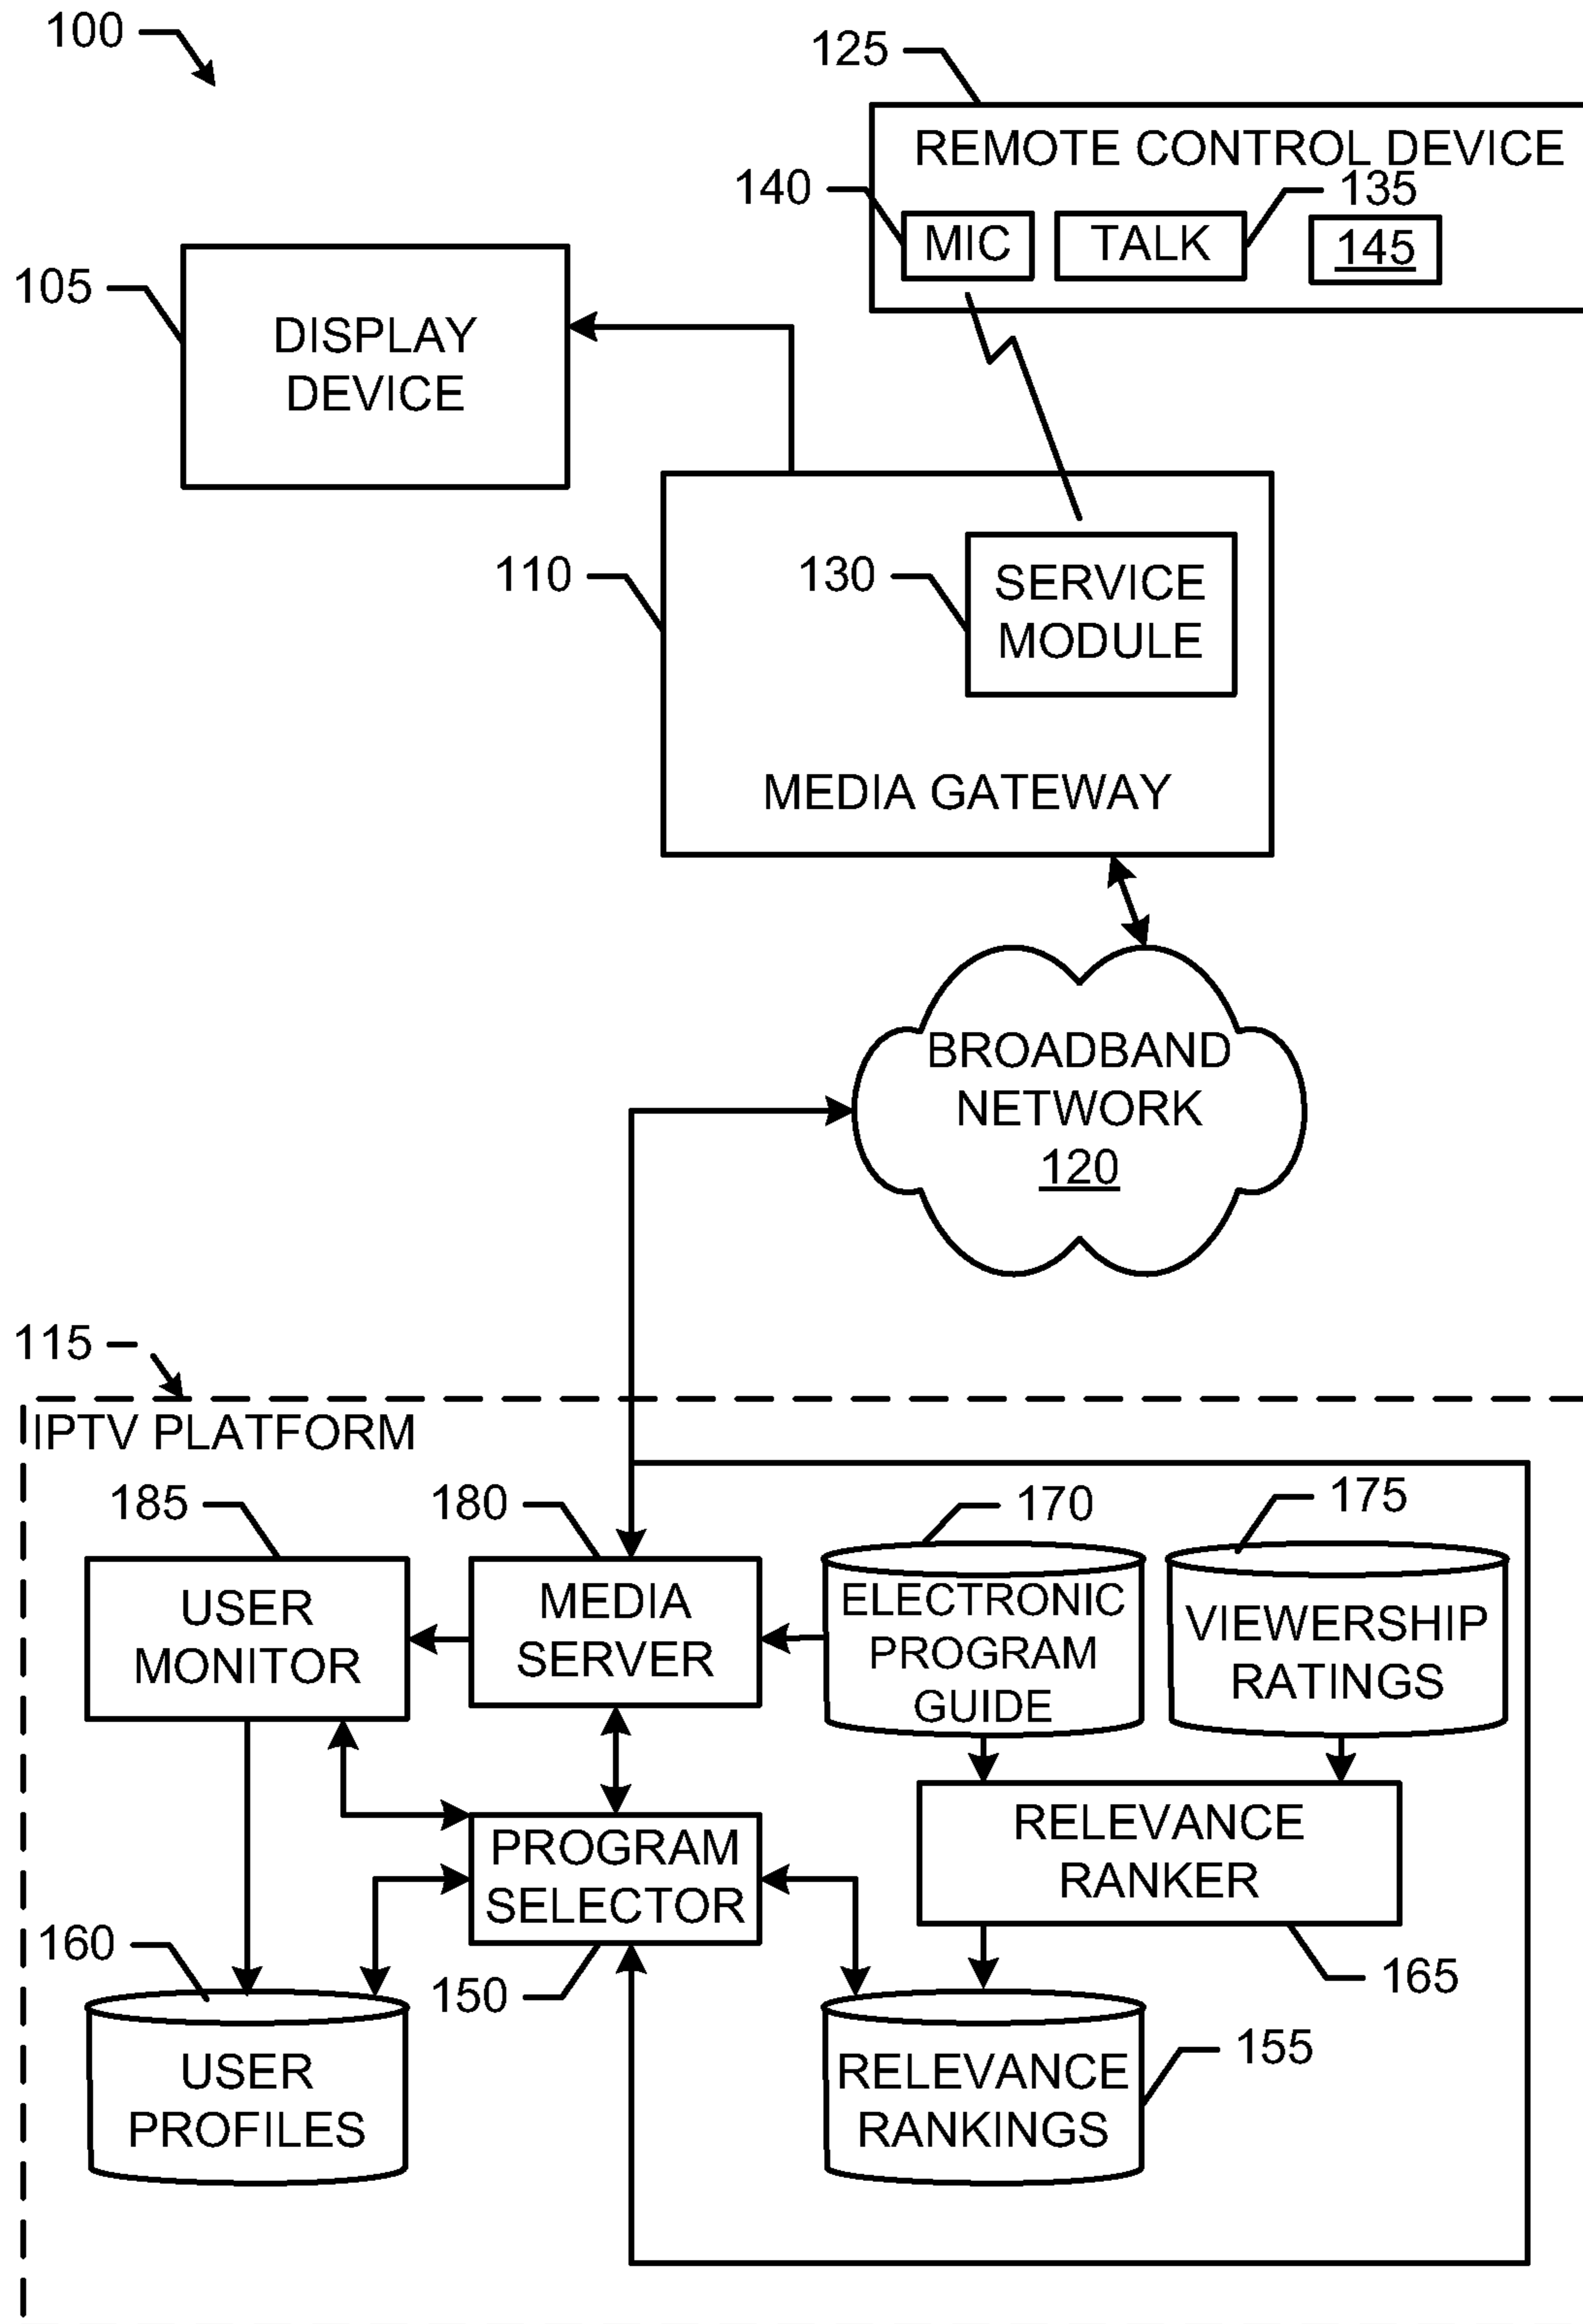 100
125
REMOTE CONTROL DEVICE
140
135
MIC
TALK
145
105
DISPLAY
DEVICE
110
130
SERVICE
MODULE
MEDIA GATEWAY
BROADBAND
NETWORK
120
115
IPTV PLATFORM
185
180
170
175
USER
MONITOR
MEDIA
SERVER
ELECTRONIC
PROGRAM
GUIDE
VIEWERSHIP
RATINGS
PROGRAM
SELECTOR
RELEVANCE
RANKER
160
150
165
USER
PROFILES
RELEVANCE
RANKINGS
155